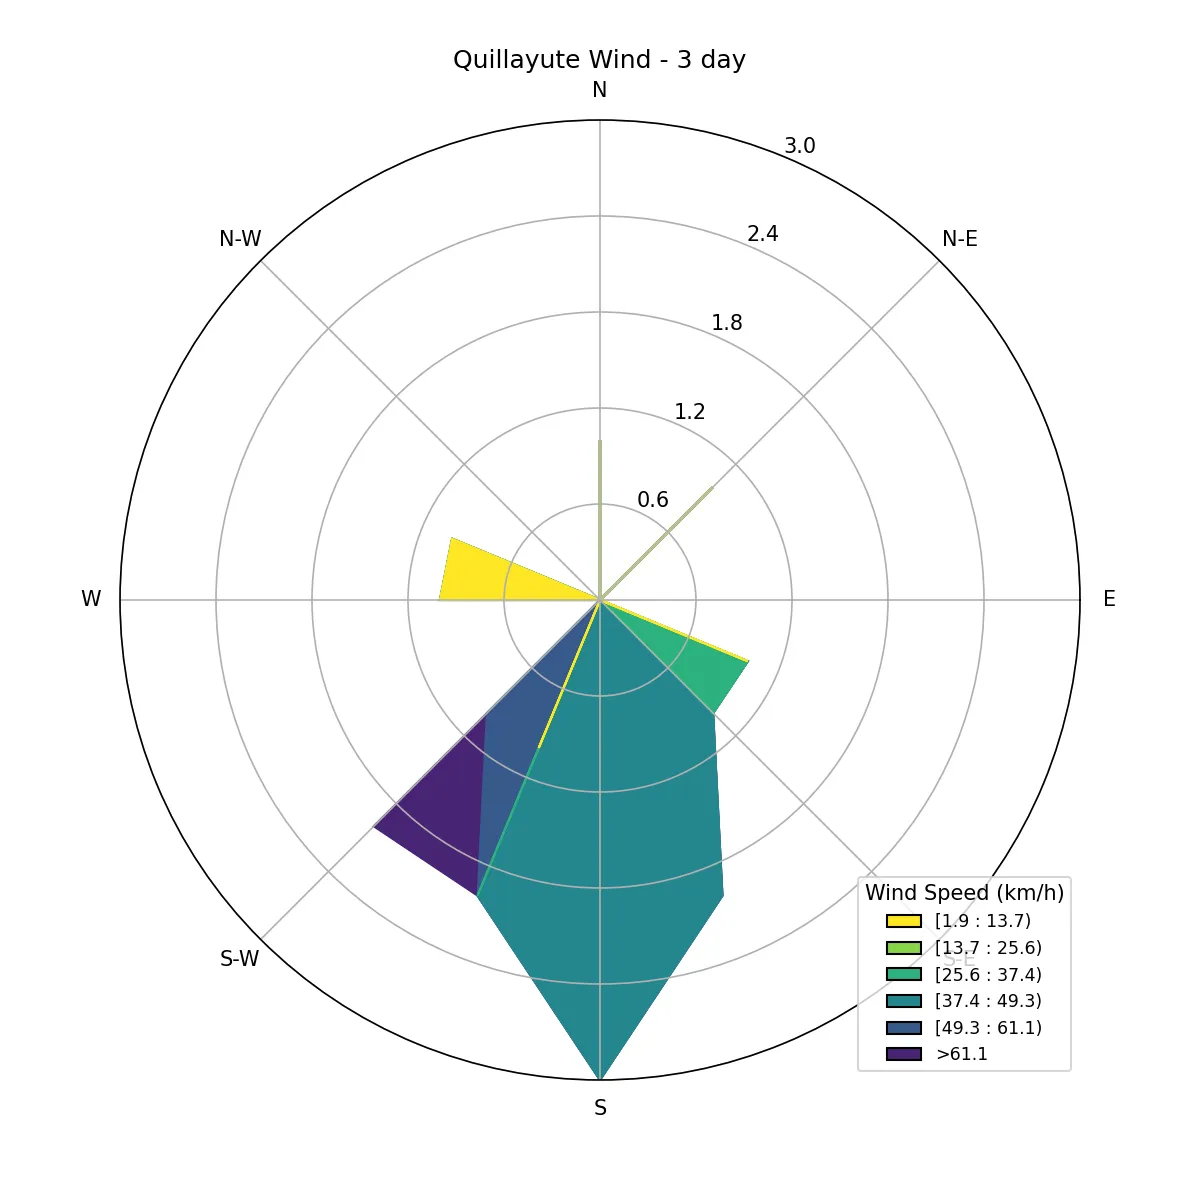 Quillayute Wind - 3 day
N
3.0
N-W
2.4
N-E
1.8
1.2
0.6
W
E
S-W
S-E
S
Wind Speed (km/h)
[1.9 : 13.7)
[13.7 : 25.6)
[25.6 : 37.4)
[37.4 : 49.3)
[49.3 : 61.1)
>61.1